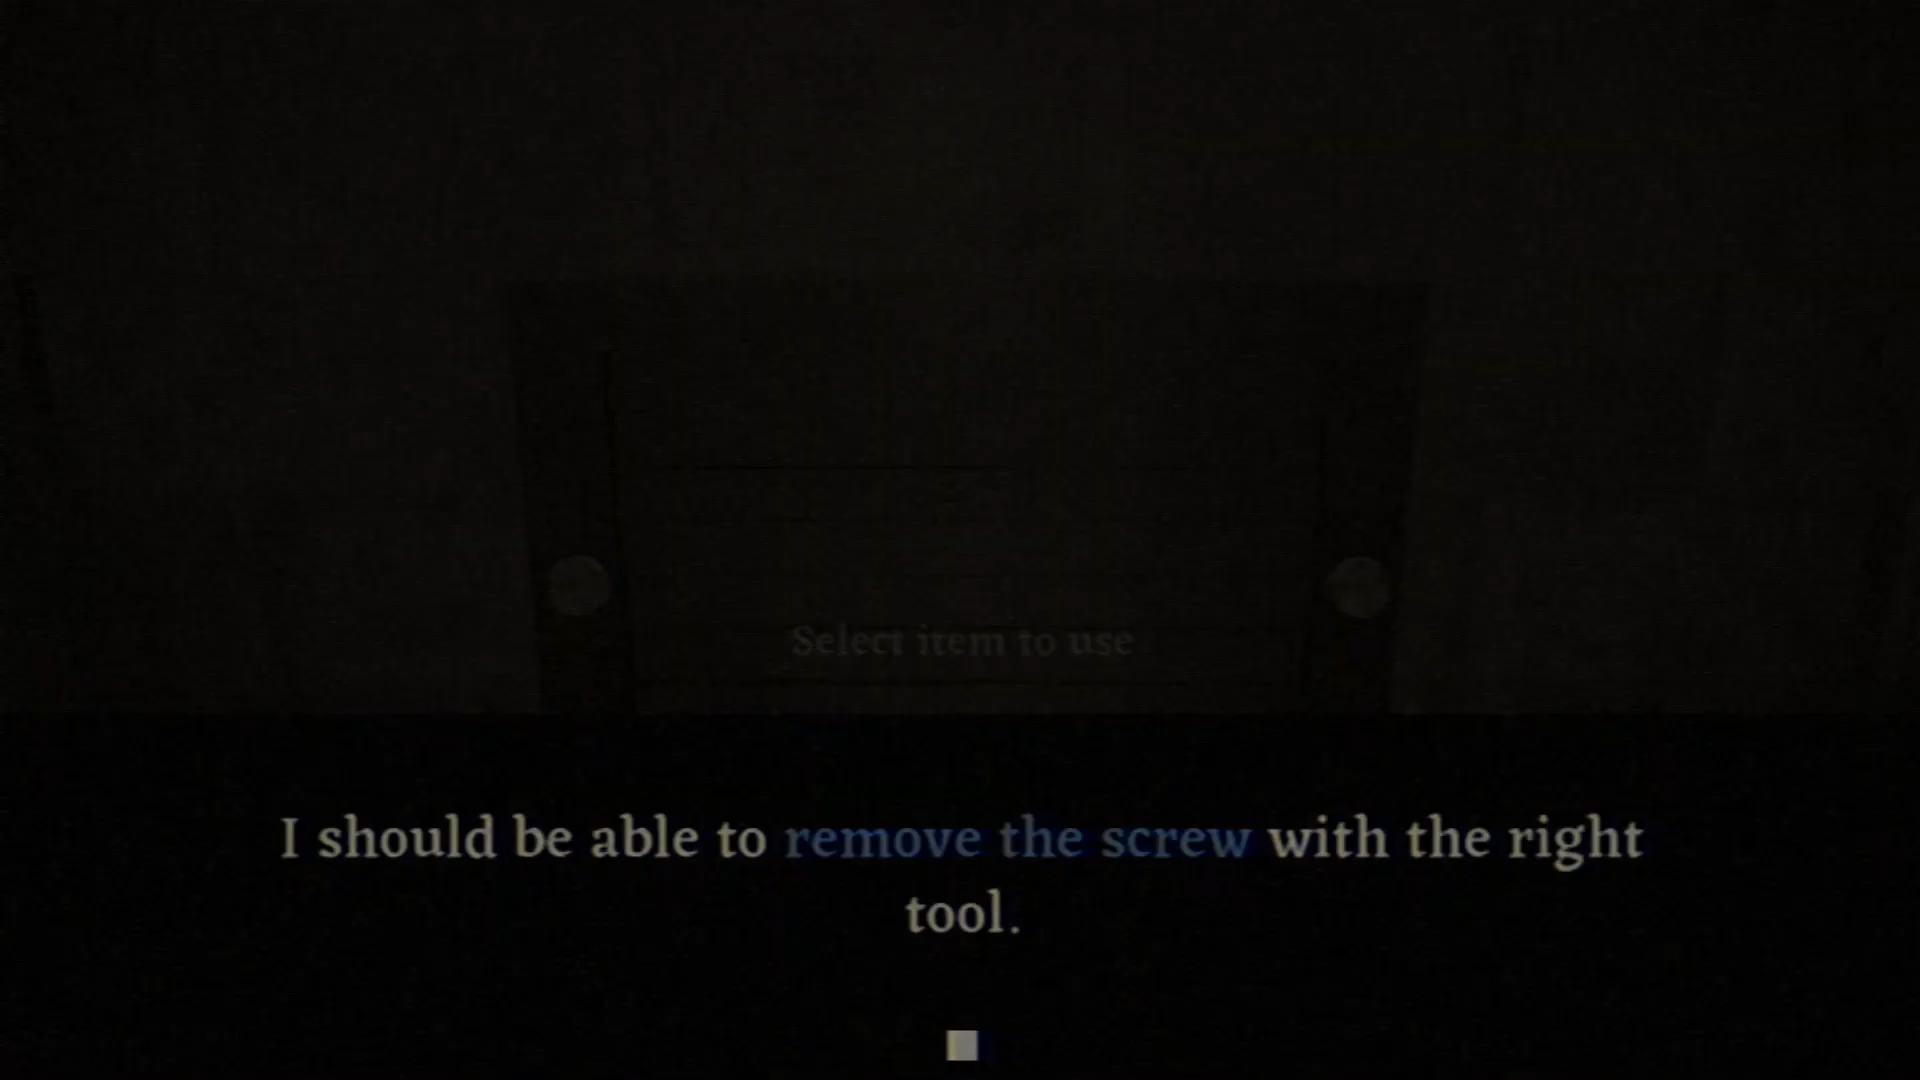 Select item to use
I should be able to remove the screw with the right
tool.